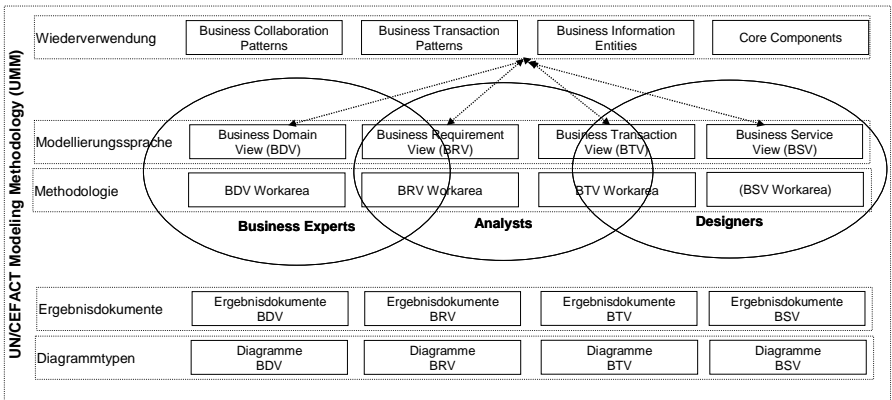 UN/CEFACT Modeling Methodology (UMM)
Wiederverwendung
Business Collaboration
Patterns
Business Transaction
Patterns
Business Information
Entities
Core Components
Modellierungssprache
Business Domain
View (BDV)
Business Requirement
View (BRV)
Business Transaction
View (BTV)
Business Service
View (BSV)
Methodologie
BDV Workarea
BRV Workarea
BTV Workarea
(BSV Workarea)
Business Experts
Analysts
Designers
Ergebnisdokumente
Ergebnisdokumente
BDV
Ergebnisdokumente
BRV
Ergebnisdokumente
BTV
Ergebnisdokumente
BSV
Diagrammtypen
Diagramme
BDV
Diagramme
BRV
Diagramme
BTV
Diagramme
BSV